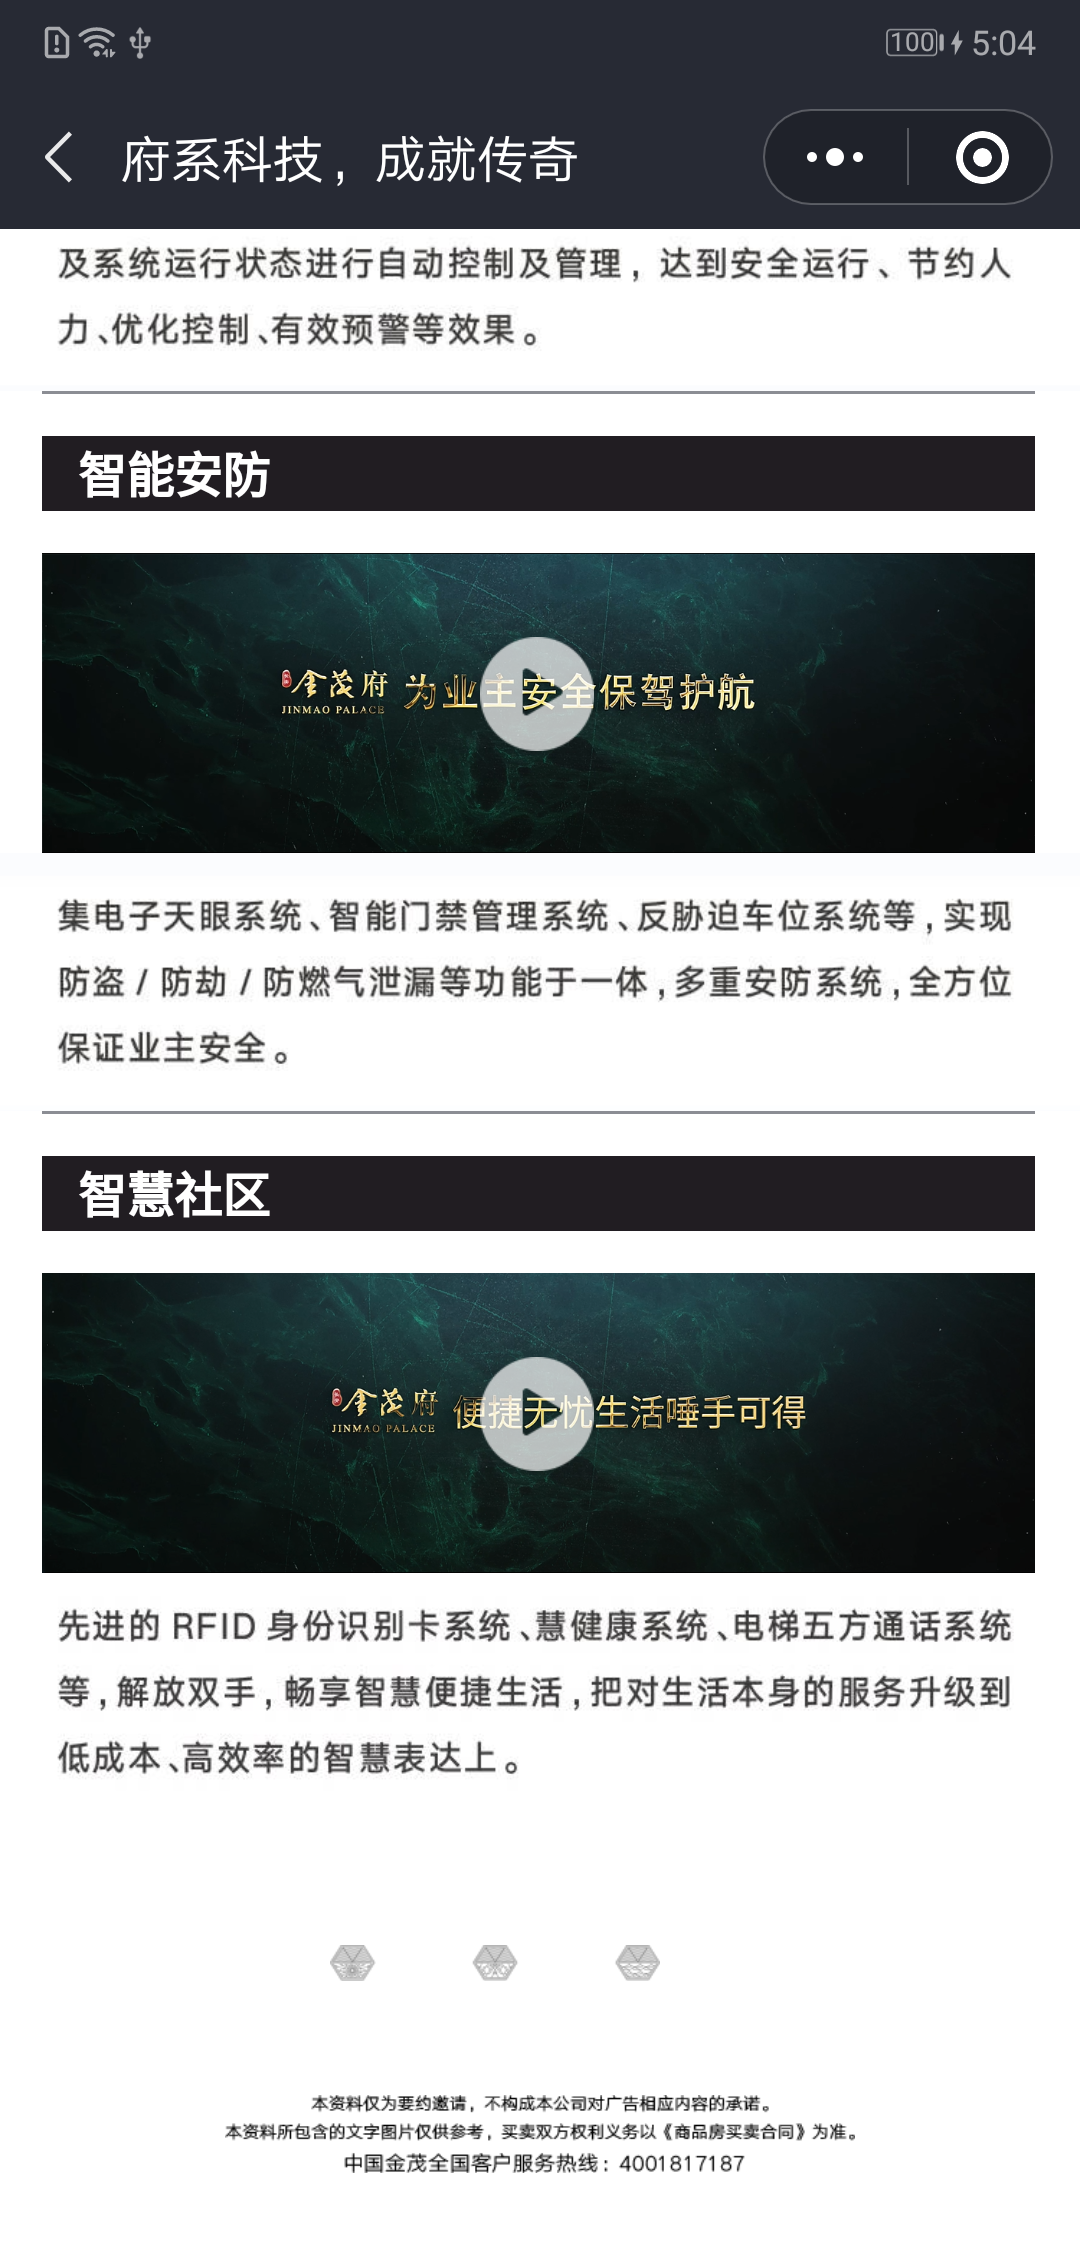 100 5:04
府系科技，成就传奇
及系统运行状态进行自动控制及管理，达到安全运行、节约人
力、优化控制、有效预警等效果。
智能安防
金茂府 为业主安全保驾护航
JINMAO PALACE
集电子天眼系统、智能门禁管理系统、反胁迫车位系统等，实现
防盗 / 防劫 / 防燃气泄漏等功能于一体，多重安防系统，全方位
保证业主安全。
智慧社区
金茂府 便捷无忧生活唾手可得
JINMAO PALACE
先进的 RFID 身份识别卡系统、慧健康系统、电梯五方通话系统
等，解放双手，畅享智慧便捷生活，把对生活本身的服务升级到
低成本、高效率的智慧表达上。
本资料仅为要约邀请，不构成本公司对广告相应内容的承诺。
本资料所包含的文字图片仅供参考，买卖双方权利义务以《商品房买卖合同》为准。
中国金茂全国客户服务热线：4001817187